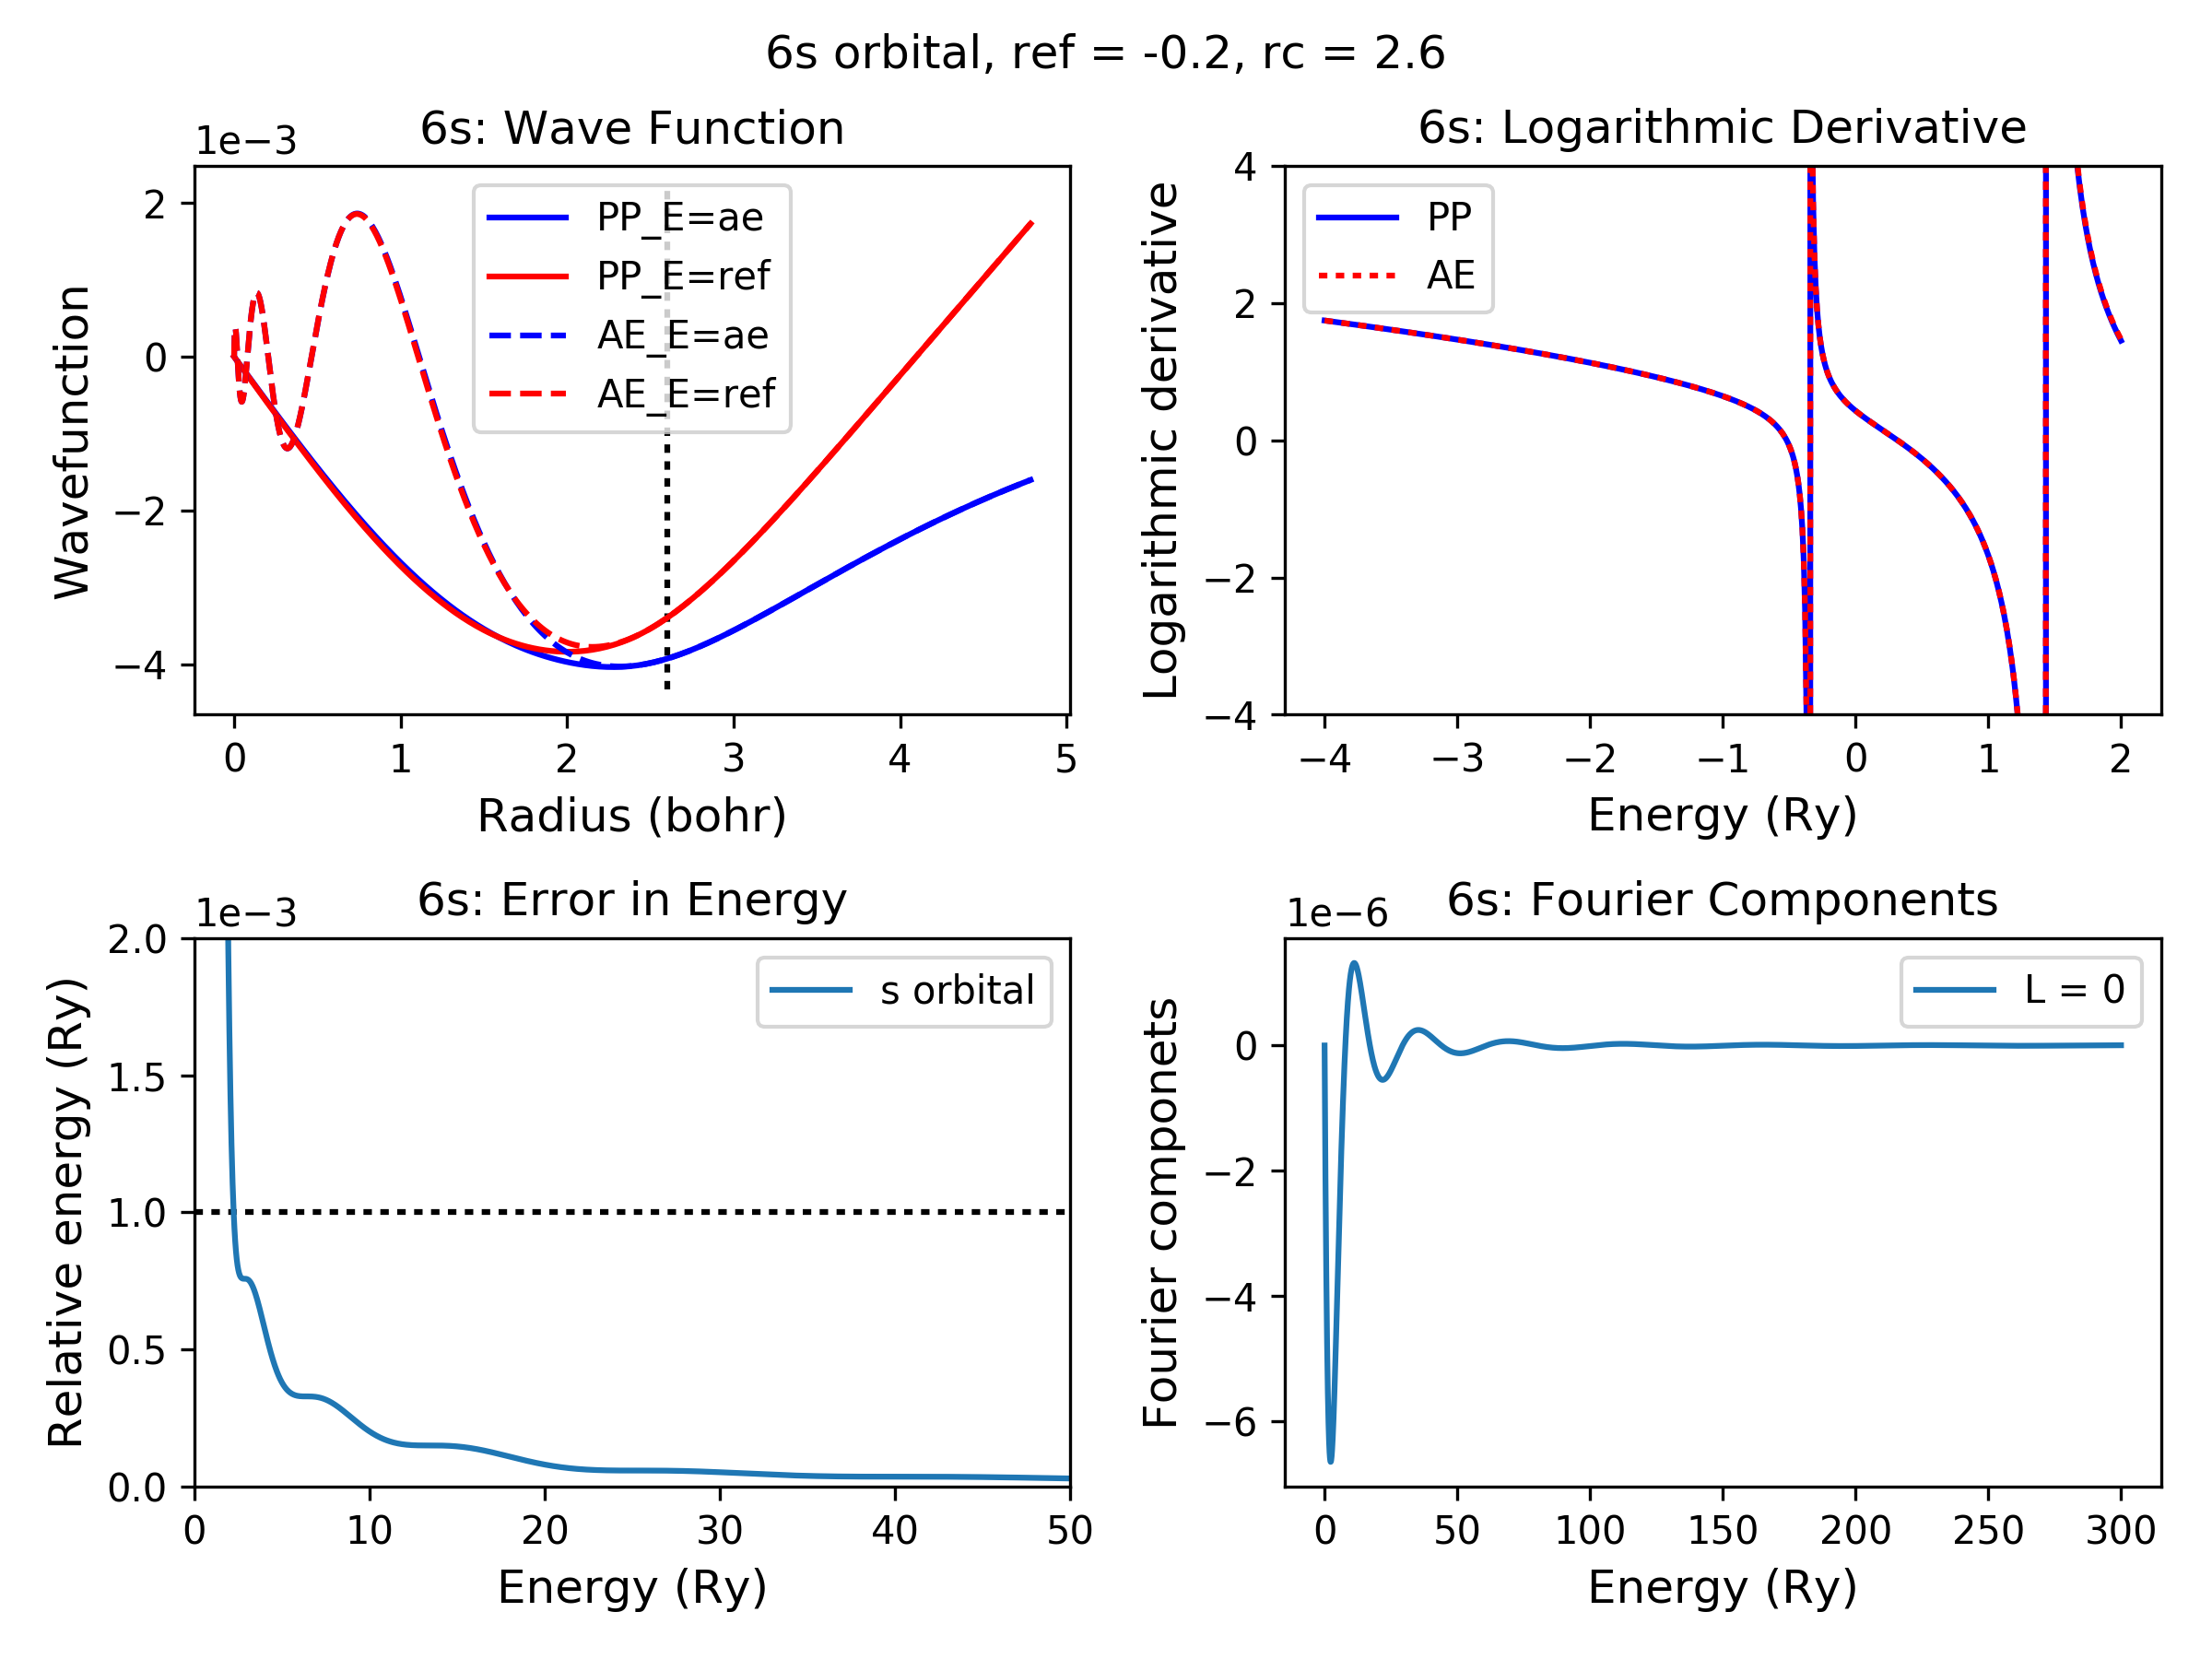 6s orbital, ref = -0.2, rc = 2.6
6s: Wave Function
1e−3
2
0
−2
−4
Wavefunction
PP_E=ae
PP_E=ref
AE_E=ae
AE_E=ref
0 1 2 3 4 5
Radius (bohr)
6s: Logarithmic Derivative
4
2
0
−2
−4
Logarithmic derivative
PP
AE
−4 −3 −2 −1 0 1 2
Energy (Ry)
6s: Error in Energy
1e−3
2.0
1.5
1.0
0.5
0.0
Relative energy (Ry)
s orbital
0 10 20 30 40 50
Energy (Ry)
6s: Fourier Components
1e−6
0
−2
−4
−6
Fourier componets
L = 0
0 50 100 150 200 250 300
Energy (Ry)